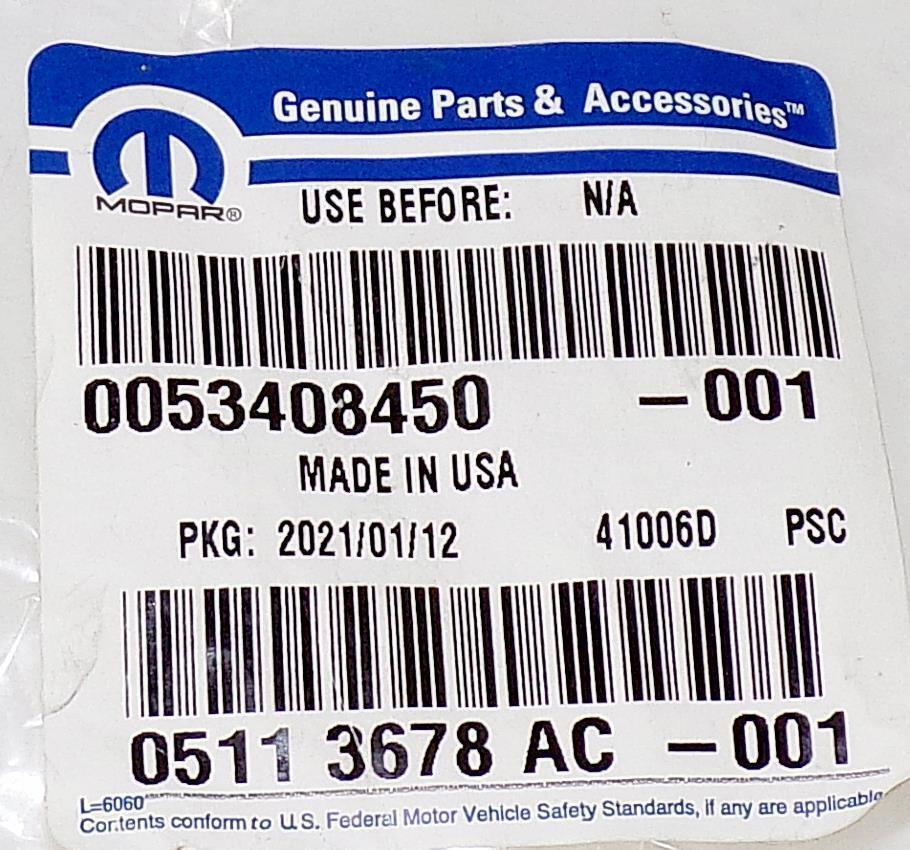 Genuine Parts & Accessories™
MOPAR®
USE BEFORE: N/A
0053408450 -001
MADE IN USA
PKG: 2021/01/12 41006D PSC
0511 3678 AC -001
L=6060
Contents conform to U.S. Federal Motor Vehicle Safety Standards, if any are applicable